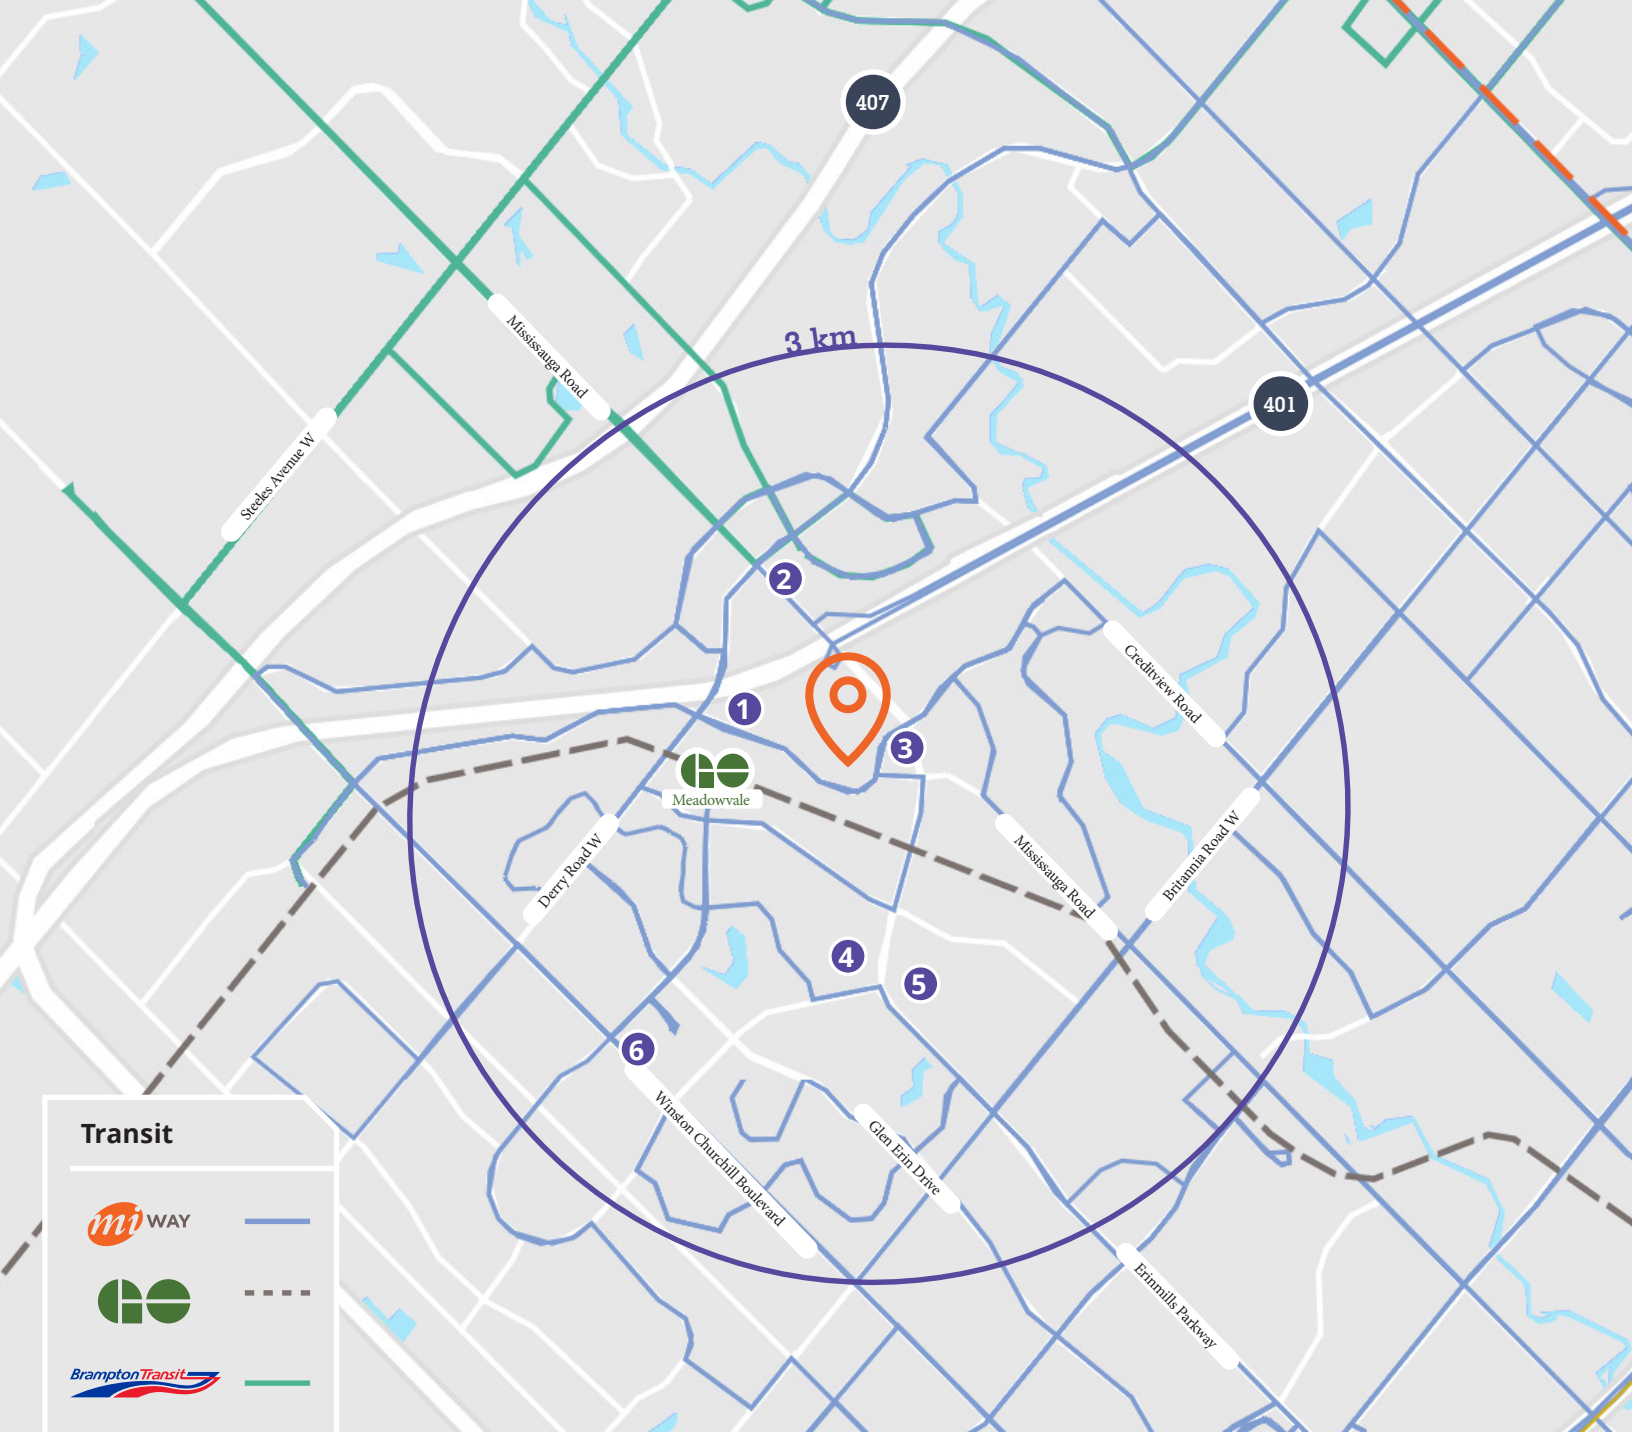 407
3 km
Mississauga Road
401
Steeles Avenue W
2
Creditview Road
1
3
Meadowvale
Derry Road W
Mississauga Road
Britannia Road W
4
5
6
Winston Churchill Boulevard
Glen Erin Drive
Erinmills Parkway
Transit
mi WAY
GO
Brampton Transit